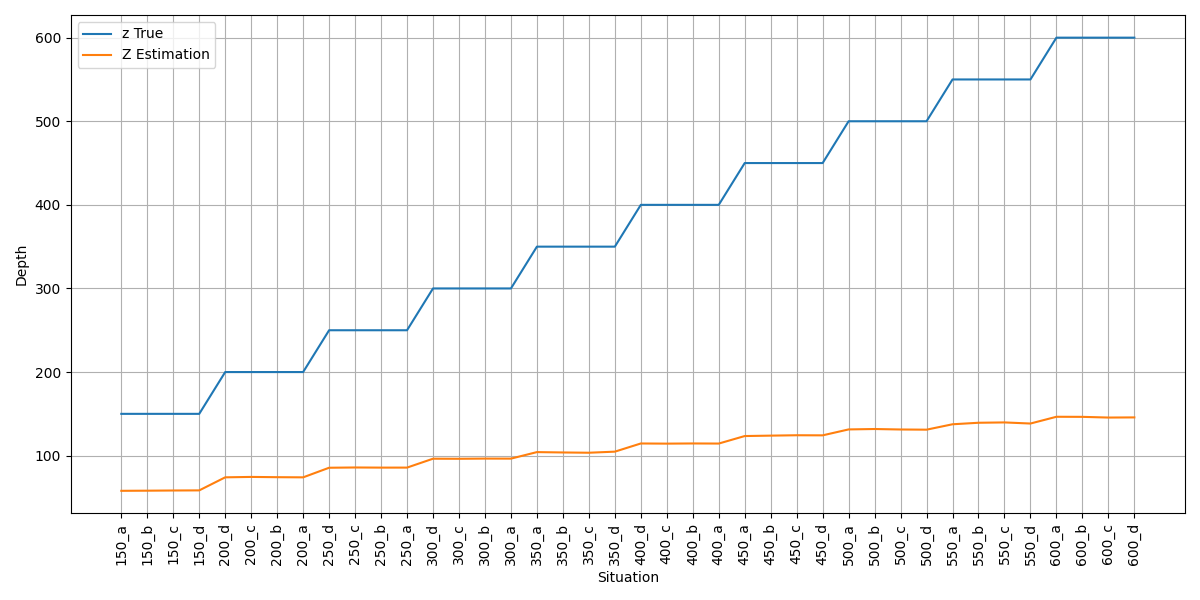 z True
Z Estimation
600
500
400
300
200
100
Depth
150_a
150_b
150_c
150_d
200_d
200_c
200_b
200_a
250_d
250_c
250_b
250_a
300_d
300_c
300_b
300_a
350_a
350_b
350_c
350_d
400_d
400_c
400_b
400_a
450_a
450_b
450_c
450_d
500_a
500_b
500_c
500_d
550_a
550_b
550_c
550_d
600_a
600_b
600_c
600_d
Situation